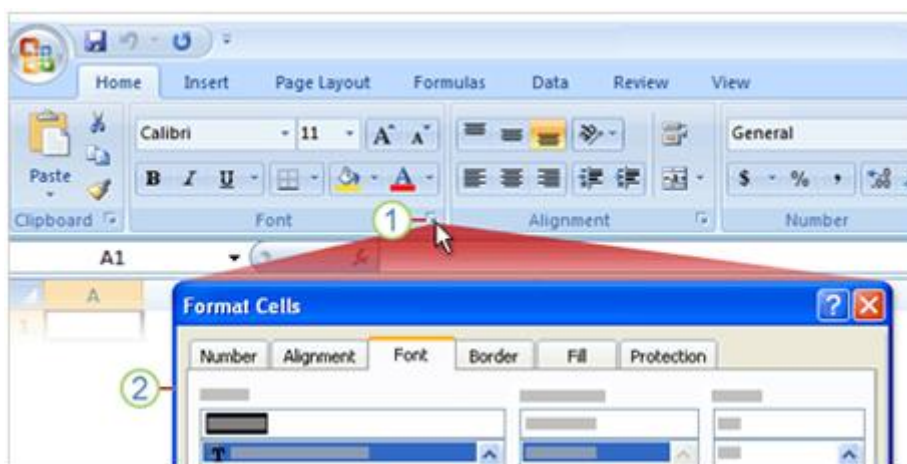 Home Insert Page Layout Formulas Data Review View
Calibri 11 A A General
Paste B I U A $ %
Clipboard Font 1 Alignment Number
A1
A
Format Cells
Number Alignment Font Border Fill Protection
2
T